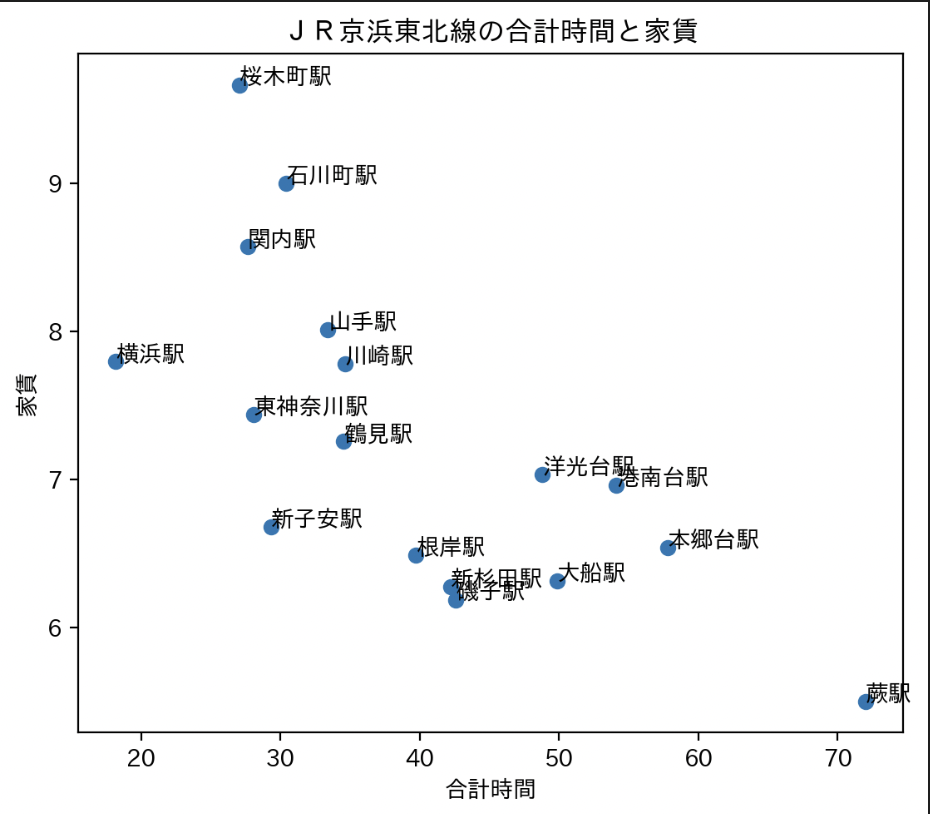 ＪＲ京浜東北線の合計時間と家賃
桜木町駅
9
石川町駅
関内駅
8
山手駅
横浜駅
川崎駅
家賃
東神奈川駅
鶴見駅
7
洋光台駅
港南台駅
新子安駅
本郷台駅
根岸駅
新杉田駅
大船駅
磯子駅
6
蕨駅
20 30 40 50 60 70
合計時間